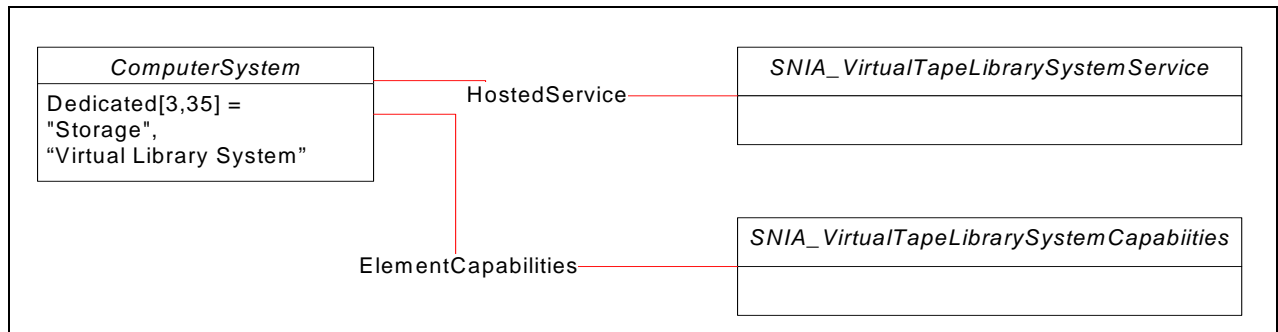 ComputerSystem
Dedicated[3,35] =
"Storage",
“Virtual Library System”
HostedService
SNIA_VirtualTapeLibrarySystemService
ElementCapabilities
SNIA_VirtualTapeLibrarySystemCapabiities